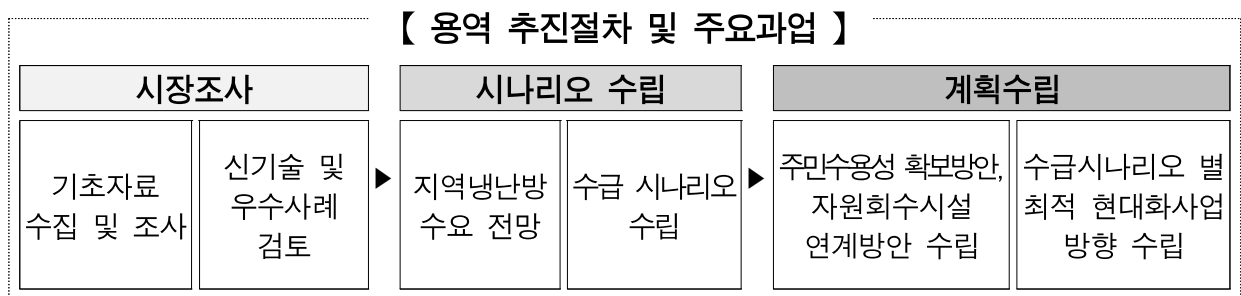 【 용역 추진절차 및 주요과업 】
시장조사
기초자료
수집 및 조사
신기술 및
우수사례
검토
▶
시나리오 수립
지역냉난방
수요 전망
수급 시나리오
수립
▶
계획수립
주민수용성 확보방안,
자원회수시설
연계방안 수립
수급시나리오 별
최적 현대화사업
방향 수립